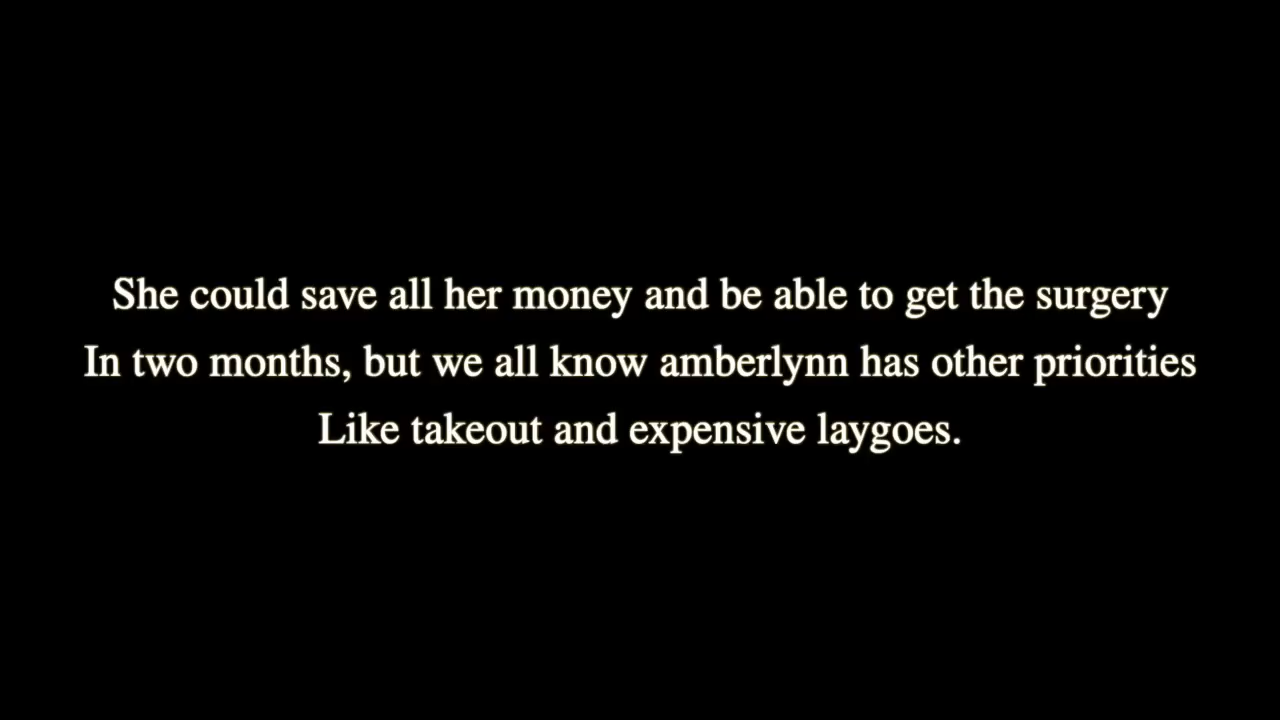 She could save all her money and be able to get the surgery
In two months, but we all know amberlynn has other priorities
Like takeout and expensive laygoes.